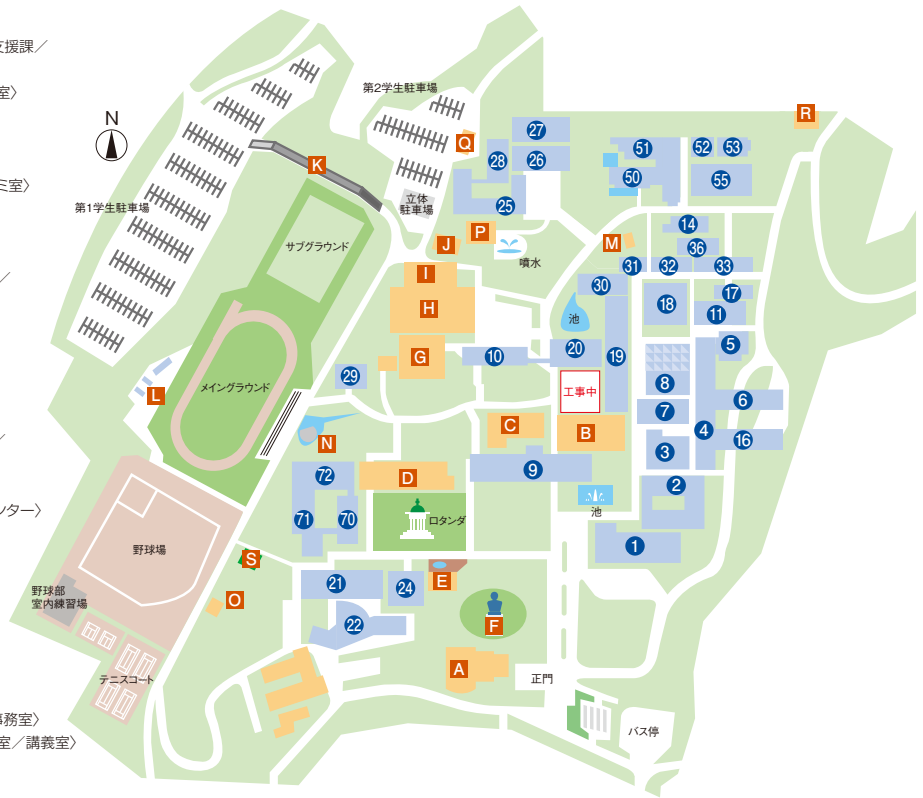 支援課／
室〉
ミ室〉
／
／
ンター〉
務室〉
室／講義室〉
N
第2学生駐車場
第1学生駐車場
立体
駐車場
サブグラウンド
メイングラウンド
噴水
池
工事中
池
ロタンダ
野球場
野球部
室内練習場
テニスコート
正門
バス停
K
Q
R
J
P
M
I
H
G
L
N
C
B
D
S
O
E
F
A
27
28
26
25
51
52
53
50
55
14
36
31
32
33
30
18
17
11
20
19
10
29
5
8
6
7
4
16
3
9
2
1
72
71
70
21
24
22